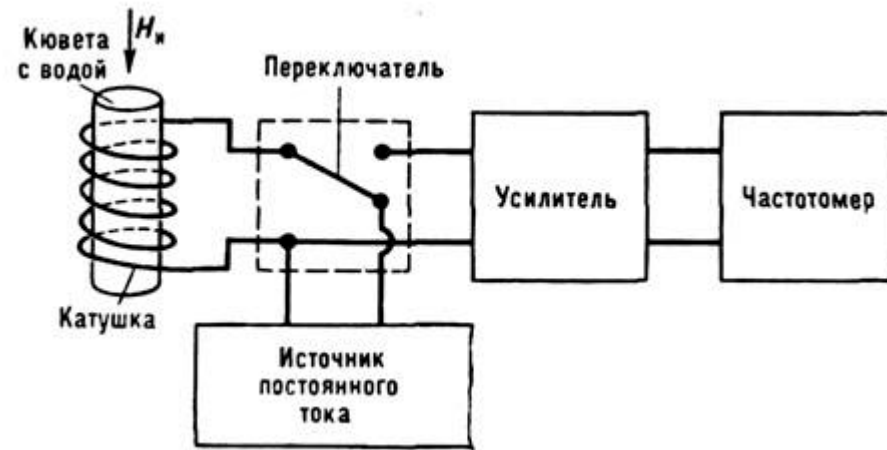 Кювета
с водой
Hи
Переключатель
Усилитель
Частотомер
Катушка
Источник
постоянного
тока